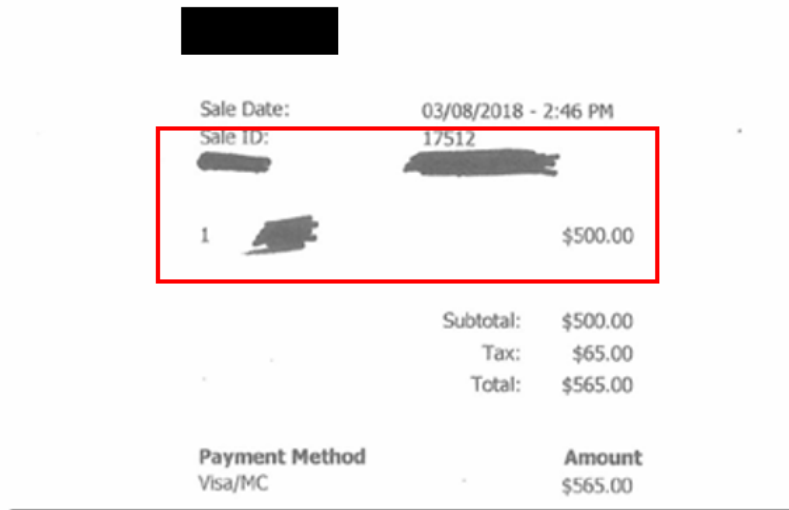 Sale Date: 03/08/2018 - 2:46 PM
Sale ID: 17512
1 $500.00
Subtotal: $500.00
Tax: $65.00
Total: $565.00
Payment Method Amount
Visa/MC $565.00